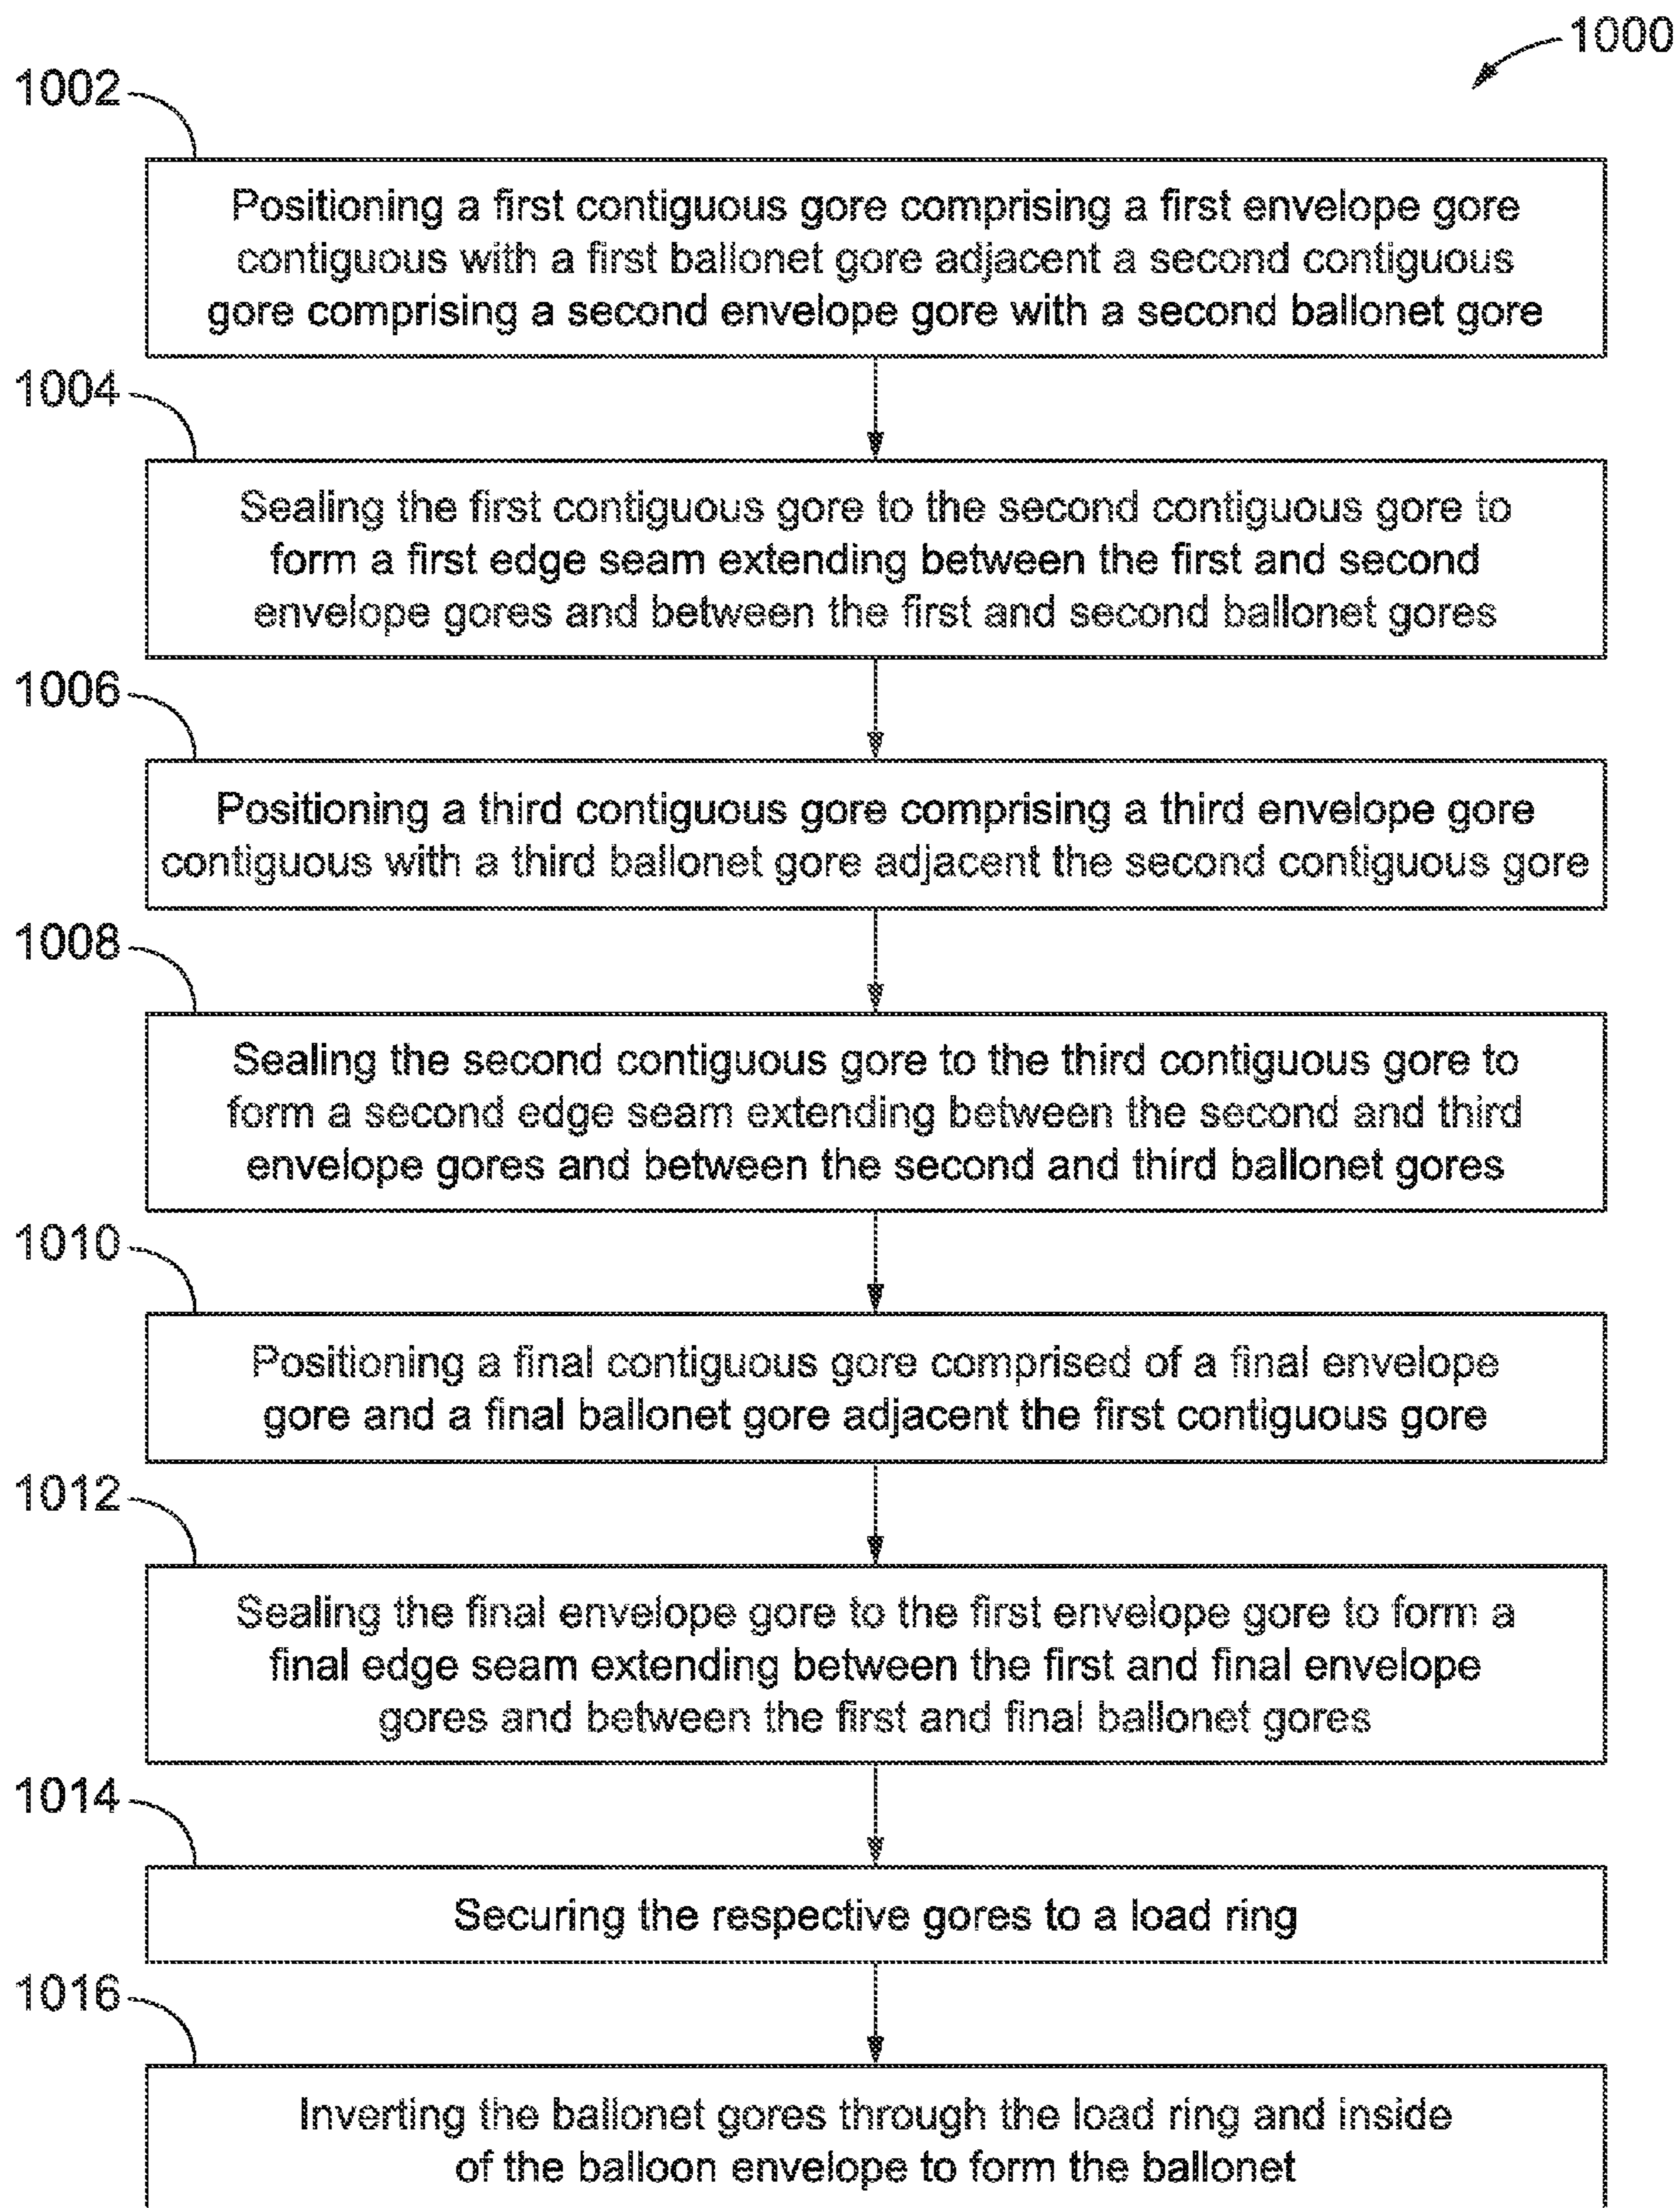 1000
1002
Positioning a first contiguous gore comprising a first envelope gore
contiguous with a first ballonet gore adjacent a second contiguous
gore comprising a second envelope gore with a second ballonet gore
1004
Sealing the first contiguous gore to the second contiguous gore to
form a first edge seam extending between the first and second
envelope gores and between the first and second ballonet gores
1006
Positioning a third contiguous gore comprising a third envelope gore
contiguous with a third ballonet gore adjacent the second contiguous gore
1008
Sealing the second contiguous gore to the third contiguous gore to
form a second edge seam extending between the second and third
envelope gores and between the second and third ballonet gores
1010
Positioning a final contiguous gore comprised of a final envelope
gore and a final ballonet gore adjacent the first contiguous gore
1012
Sealing the final envelope gore to the first envelope gore to form a
final edge seam extending between the first and final envelope
gores and between the first and final ballonet gores
1014
Securing the respective gores to a load ring
1016
Inverting the ballonet gores through the load ring and inside
of the balloon envelope to form the ballonet